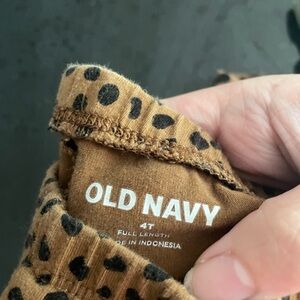 OLD NAVY
4T
FULL LENGTH
DE IN INDONESIA